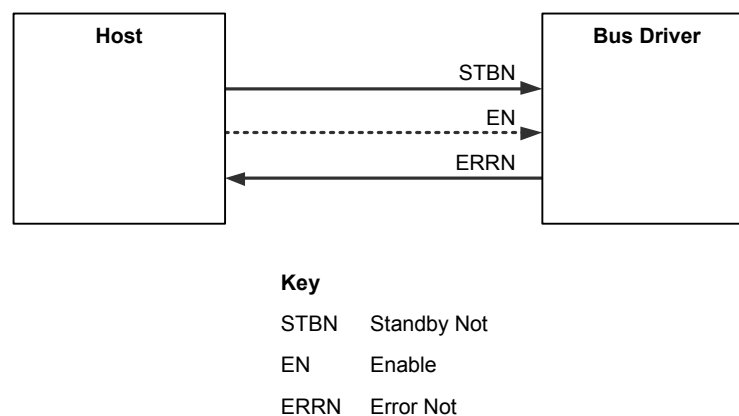 Host
Bus Driver
STBN
EN
ERRN
Key
STBN Standby Not
EN Enable
ERRN Error Not